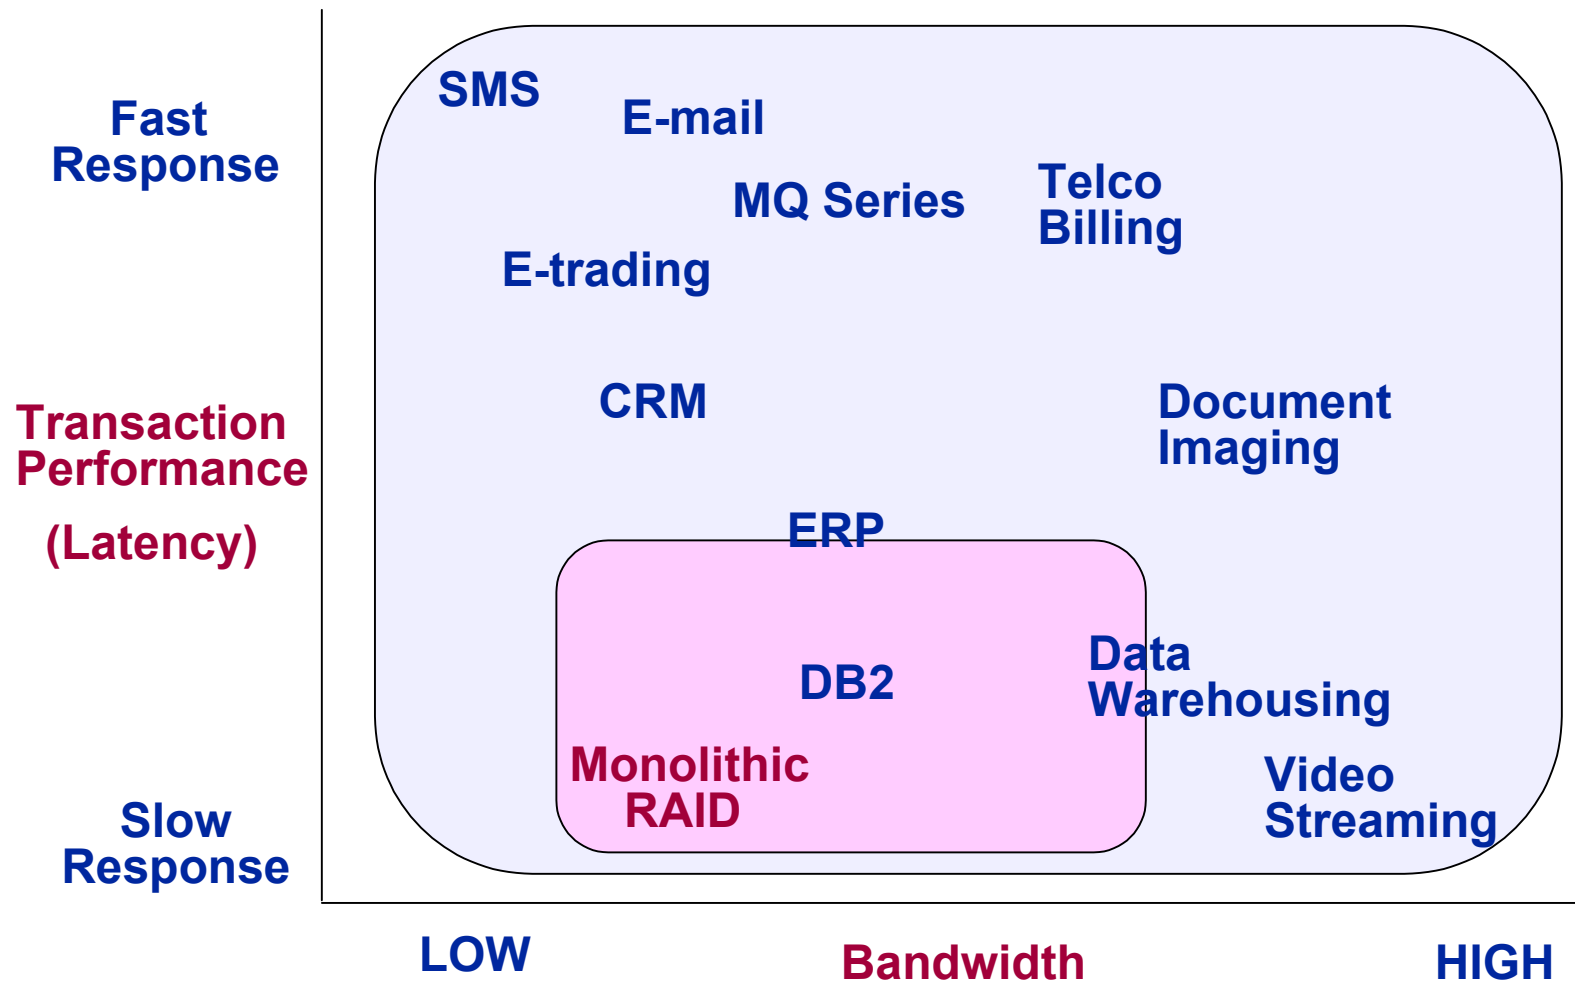 SMS
E-mail
Fast
Response
MQ Series
Telco
Billing
E-trading
CRM
Document
Imaging
Transaction
Performance
(Latency)
ERP
DB2
Data
Warehousing
Monolithic
RAID
Video
Streaming
Slow
Response
LOW
Bandwidth
HIGH